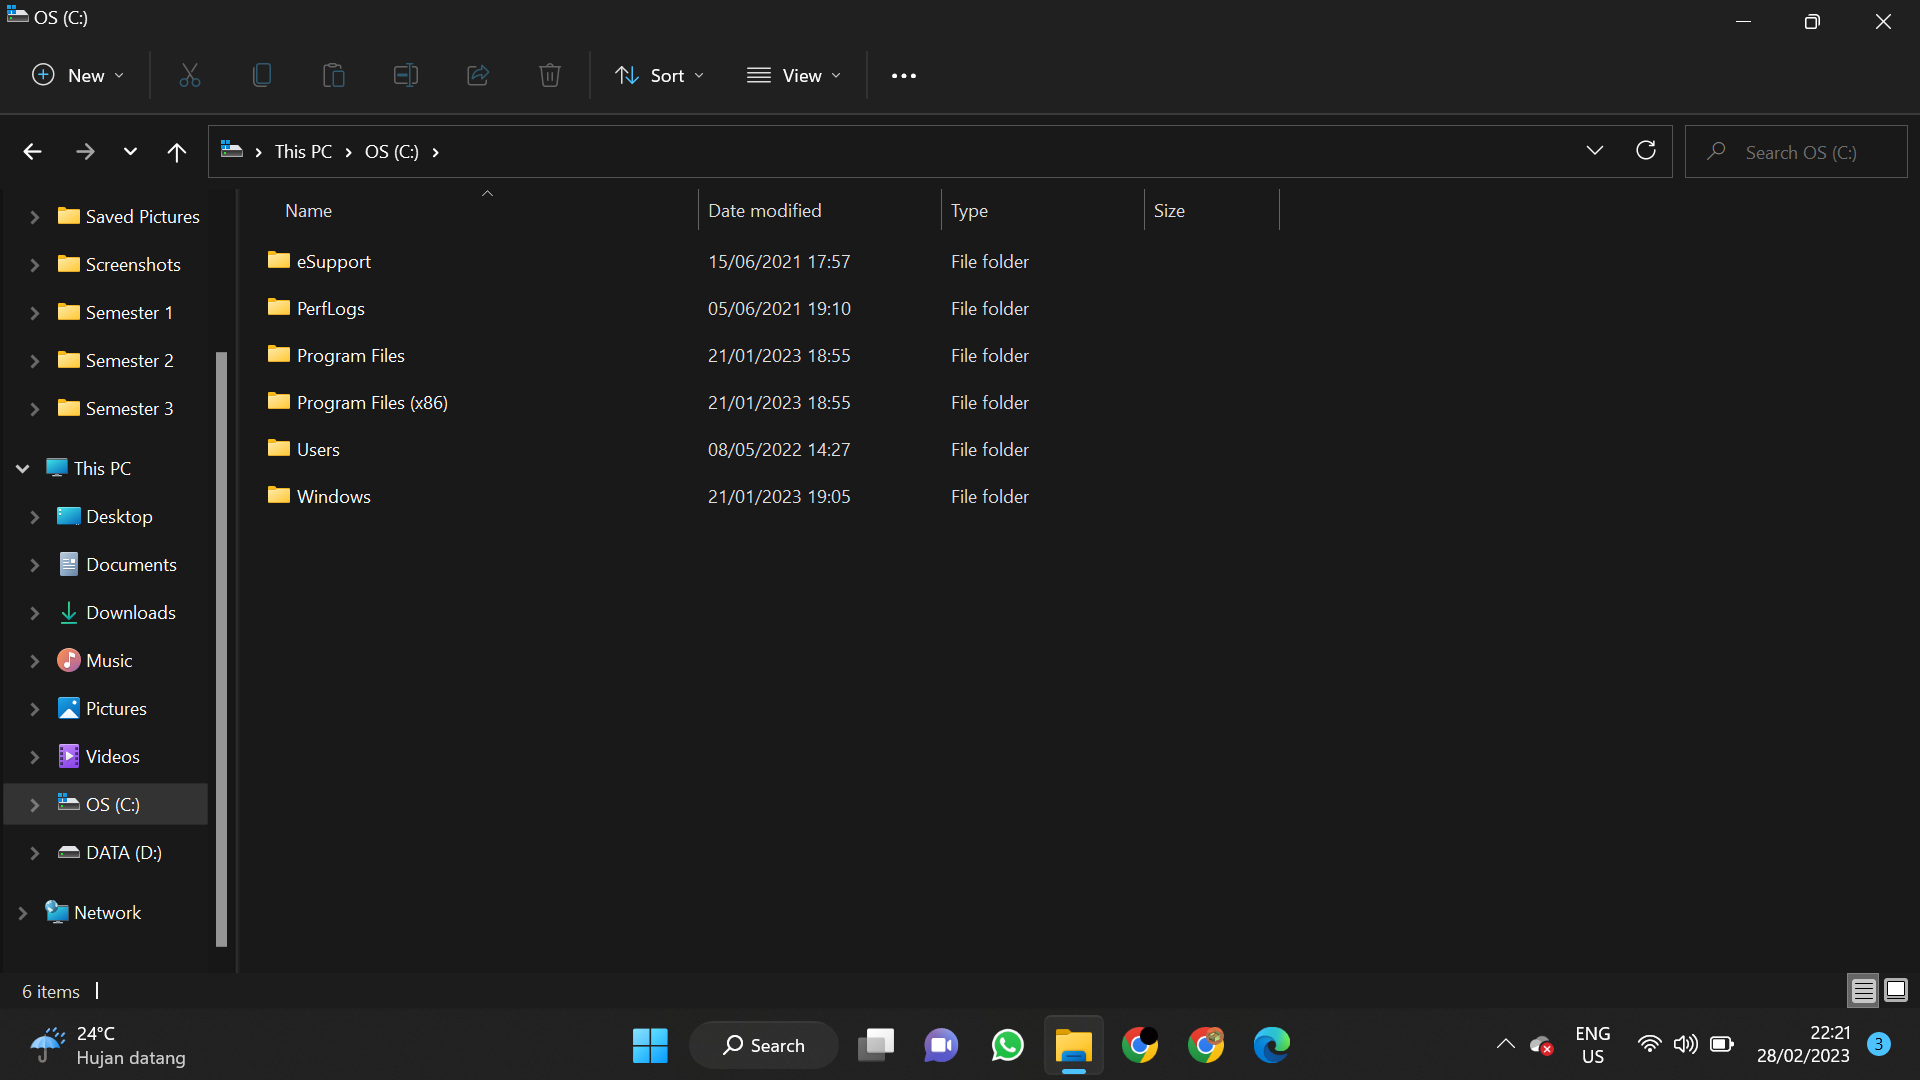 OS (C:)
New
Sort
View
This PC
OS (C:)
Search OS (C:)
Saved Pictures
Screenshots
Semester 1
Semester 2
Semester 3
This PC
Desktop
Documents
Downloads
Music
Pictures
Videos
OS (C:)
DATA (D:)
Network
Name Date modified Type Size
eSupport 15/06/2021 17:57 File folder
PerfLogs 05/06/2021 19:10 File folder
Program Files 21/01/2023 18:55 File folder
Program Files (x86) 21/01/2023 18:55 File folder
Users 08/05/2022 14:27 File folder
Windows 21/01/2023 19:05 File folder
6 items
24°C
Hujan datang
Search
ENG
US
22:21
28/02/2023
3